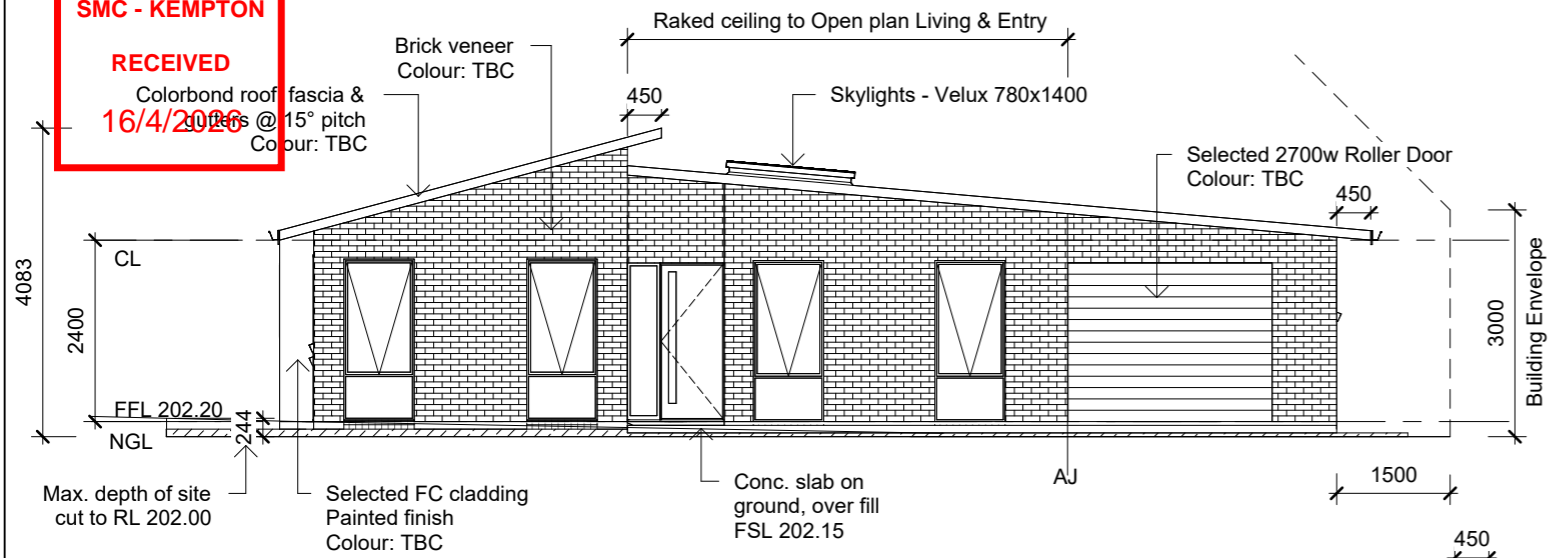 SMC - KEMPTON
RECEIVED
16/4/2026
Raked ceiling to Open plan Living & Entry
Brick veneer
Colour: TBC
Colorbond roof, fascia &
gutters @ 15° pitch
Colour: TBC
450
Skylights - Velux 780x1400
Selected 2700w Roller Door
Colour: TBC
450
4083
CL
2400
3000
Building Envelope
FFL 202.20
NGL
244
Max. depth of site
cut to RL 202.00
Selected FC cladding
Painted finish
Colour: TBC
Conc. slab on
ground, over fill
FSL 202.15
AJ
1500
450